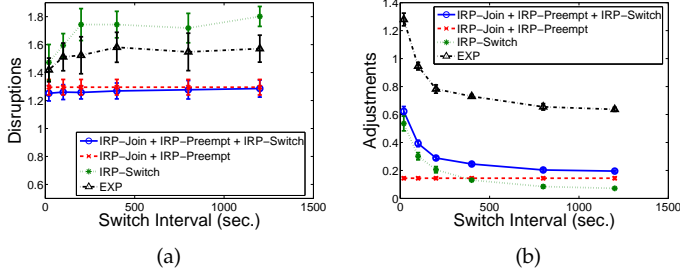 1.8
1.6
1.4
1.2
1
0.8
0.6
Disruptions
IRP-Join + IRP-Preempt + IRP-Switch
IRP-Join + IRP-Preempt
IRP-Switch
EXP
0 500 1000 1500
Switch Interval (sec.)
(a)
1.4
1.2
1
0.8
0.6
0.4
0.2
0
Adjustments
IRP-Join + IRP-Preempt + IRP-Switch
IRP-Join + IRP-Preempt
IRP-Switch
EXP
0 500 1000 1500
Switch Interval (sec.)
(b)